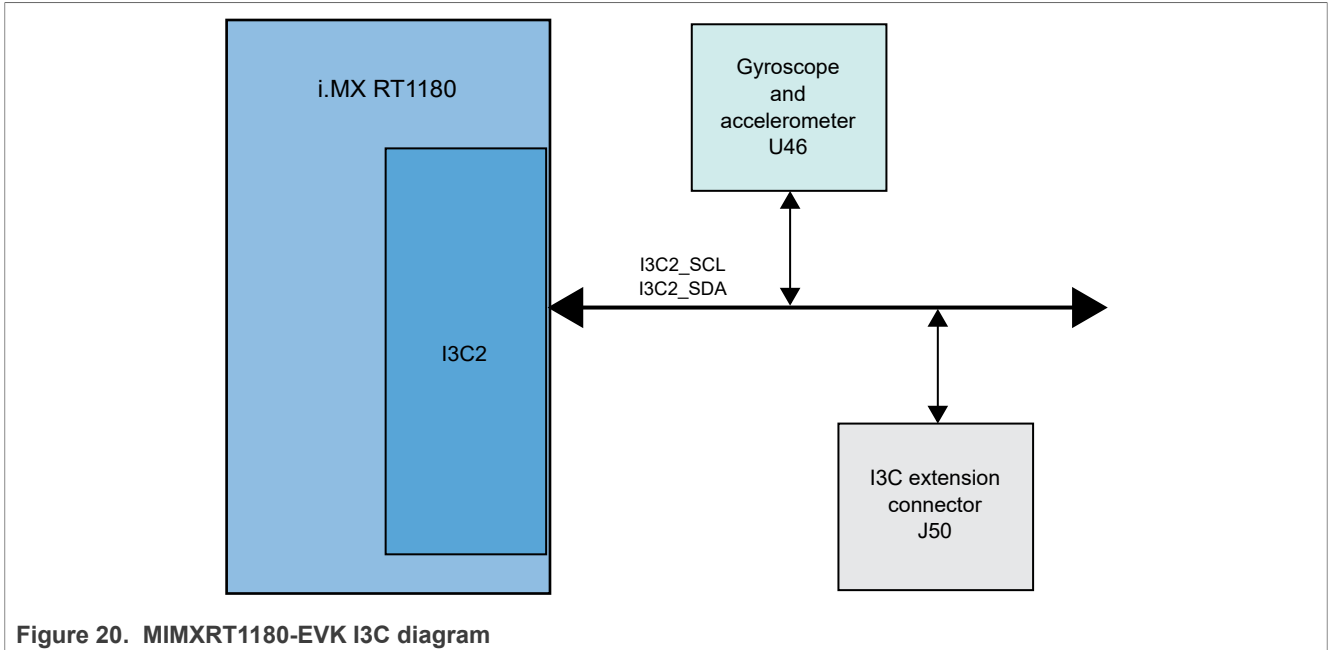 i.MX RT1180
Gyroscope
and
accelerometer
U46
I3C2_SCL
I3C2_SDA
I3C2
I3C extension
connector
J50
Figure 20. MIMXRT1180-EVK I3C diagram